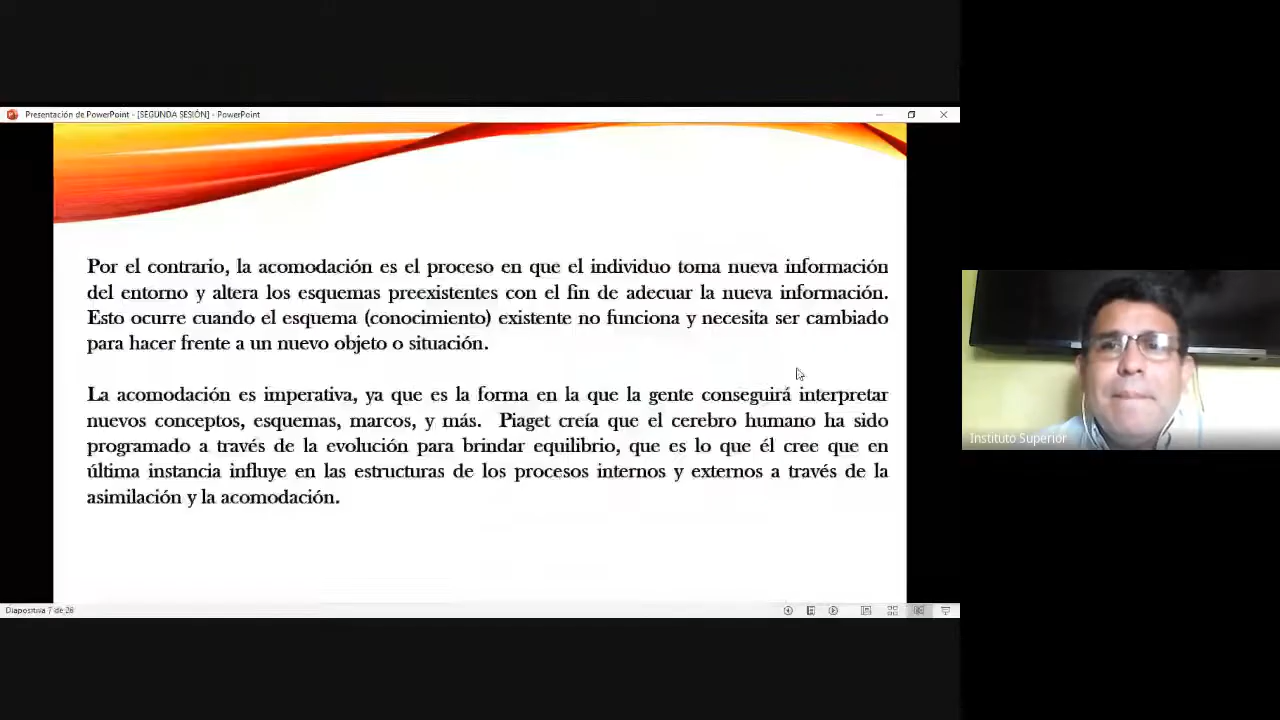 Presentación de PowerPoint - [SEGUNDA SESIÓN] - PowerPoint
Por el contrario, la acomodación es el proceso en que el individuo toma nueva información
del entorno y altera los esquemas preexistentes con el fin de adecuar la nueva información.
Esto ocurre cuando el esquema (conocimiento) existente no funciona y necesita ser cambiado
para hacer frente a un nuevo objeto o situación.
La acomodación es imperativa, ya que es la forma en la que la gente conseguirá interpretar
nuevos conceptos, esquemas, marcos, y más. Piaget creía que el cerebro humano ha sido
programado a través de la evolución para brindar equilibrio, que es lo que él cree que en
última instancia influye en las estructuras de los procesos internos y externos a través de la
asimilación y la acomodación.
Instituto Superior
Diapositiva 7 de 26